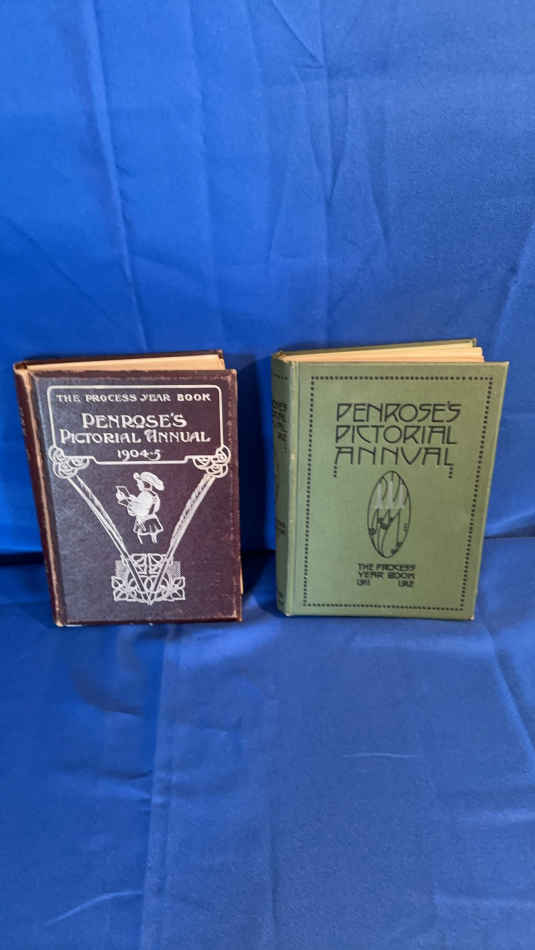 THE PROCESS YEAR BOOK
PENROSE'S
PICTORIAL ANNUAL
1904-5
PENROSE'S
PICTORIAL
ANNUAL
THE PROCESS
YEAR BOOK
1911 1912